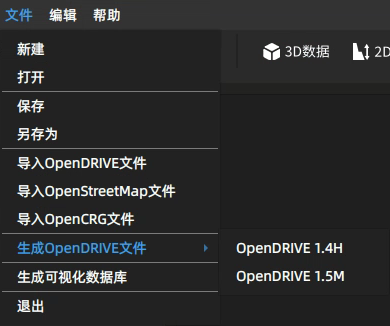 文件 编辑 帮助
新建
打开
3D数据 2D
保存
另存为
导入OpenDRIVE文件
导入OpenStreetMap文件
导入OpenCRG文件
生成OpenDRIVE文件
OpenDRIVE 1.4H
OpenDRIVE 1.5M
生成可视化数据库
退出